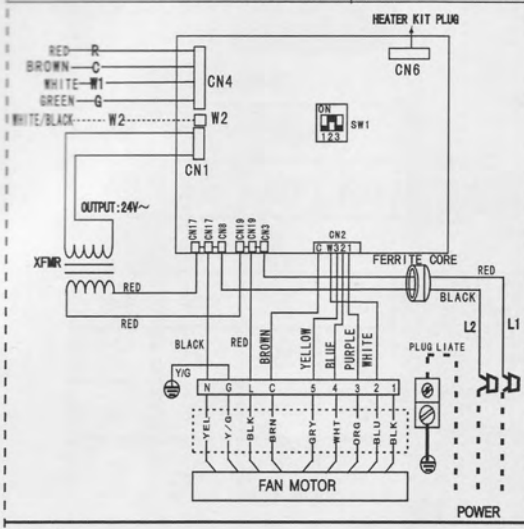 HEATER KIT PLUG
RED R
BROWN C
WHITE W1
GREEN G
CN4
CN6
WHITE/BLACK W2 W2
ON
123
SW1
CN1
OUTPUT:24V~
CN17 CN17 CN8 CN19 CN19 CN3
CN2
C W321
XFMR
FERRITE CORE
RED
BLACK
RED
RED
L2 L1
BLACK RED BROWN YELLOW BLUE PURPLE WHITE
PLUG LIATE
Y/G
N G L C 5 4 3 2 1
YEL Y/G BLK BRN GRY WHT ORG BLU BLK
FAN MOTOR
POWER